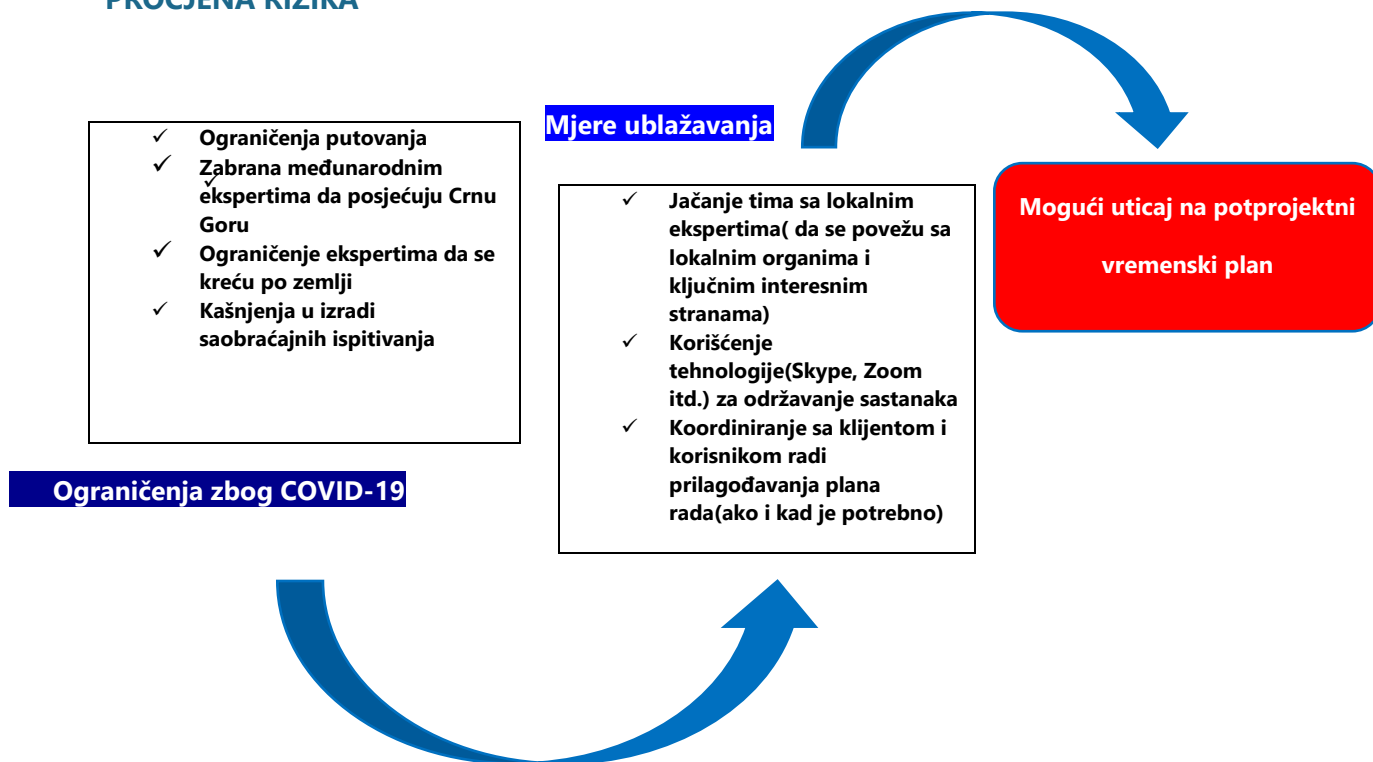 PROCJENA RIZIKA
✓ Ograničenja putovanja
✓ Zabrana međunarodnim
✓
ekspertima da posjećuju Crnu
Goru
✓ Ograničenje ekspertima da se
kreću po zemlji
✓ Kašnjenja u izradi
saobraćajnih ispitivanja
Ograničenja zbog COVID-19
Mjere ublažavanja
✓ Jačanje tima sa lokalnim
ekspertima( da se povežu sa
lokalnim organima i
ključnim interesnim
stranama)
✓ Korišćenje
tehnologije(Skype, Zoom
itd.) za održavanje sastanaka
✓ Koordiniranje sa klijentom i
korisnikom radi
prilagođavanja plana
rada(ako i kad je potrebno)
Mogući uticaj na potprojektni
vremenski plan